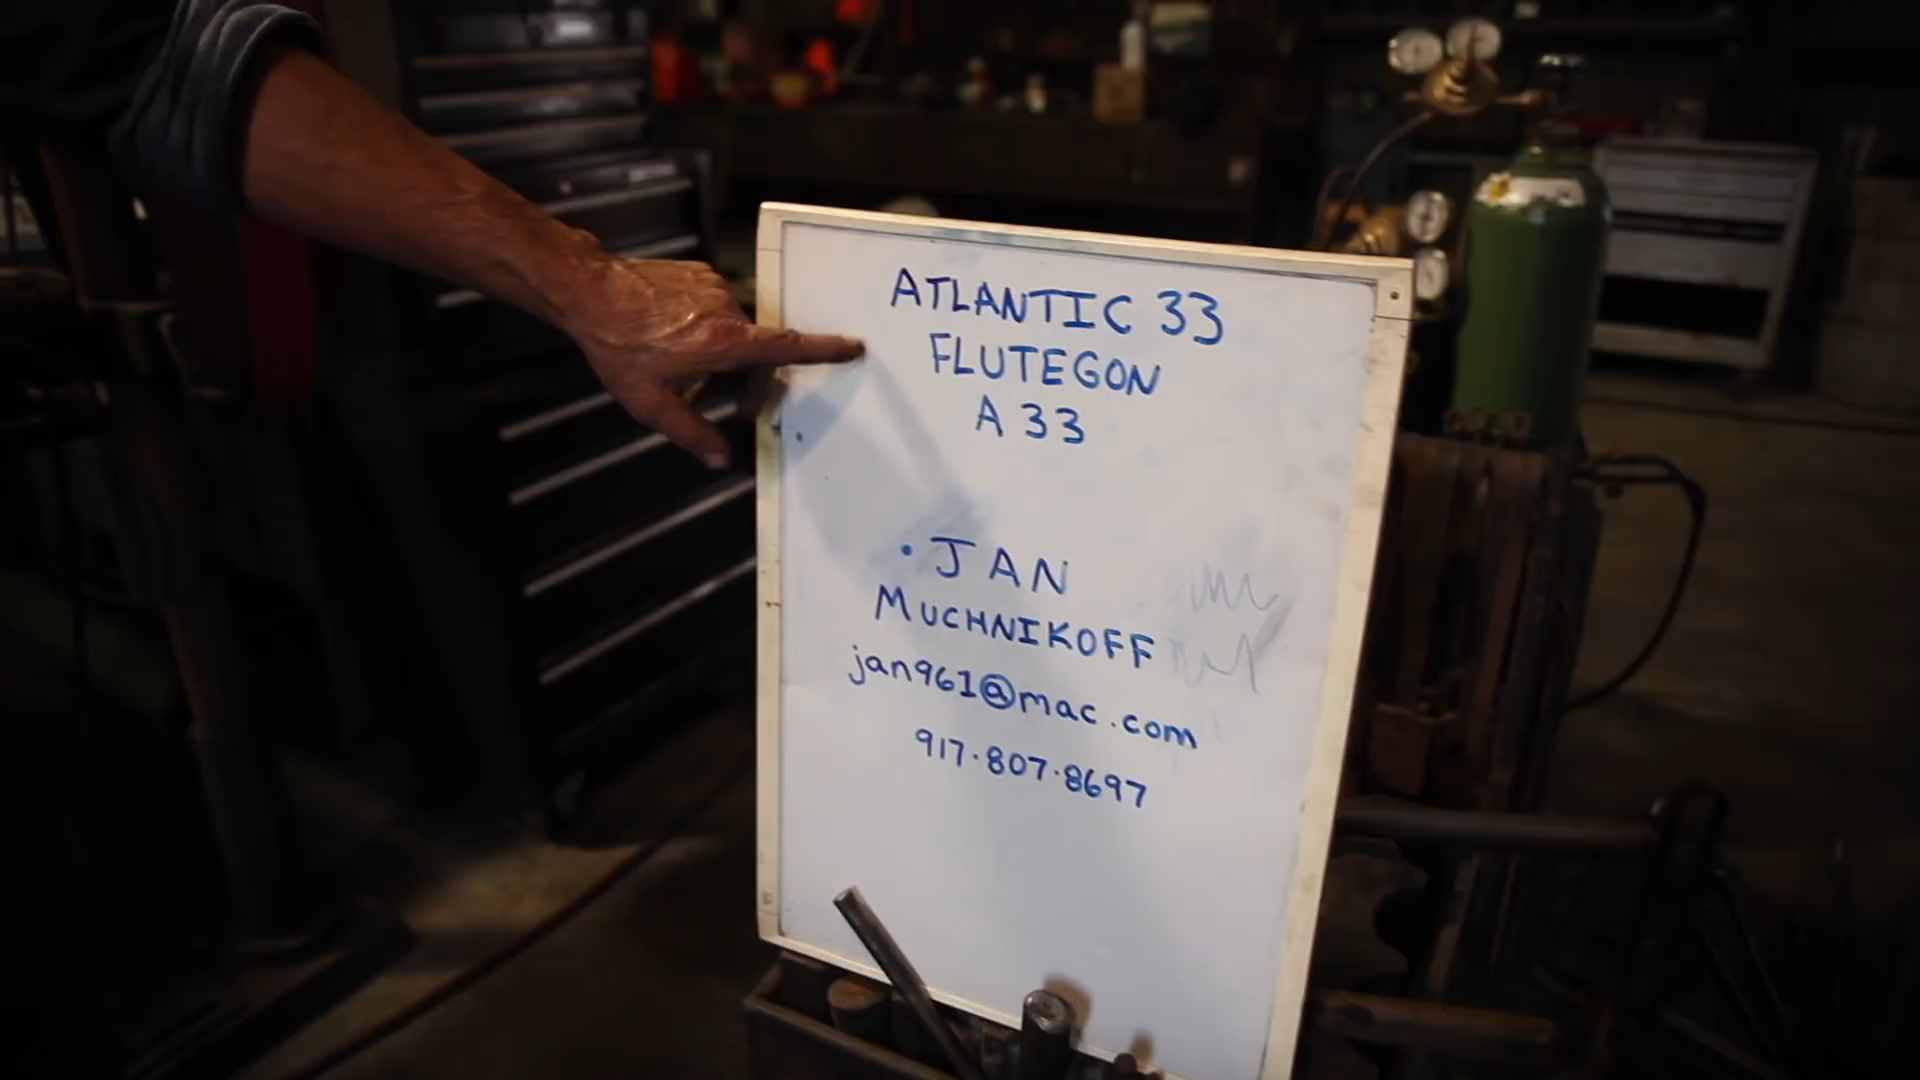 ATLANTIC 33
FLUTEGON
A 33
· JAN
MUCHNIKOFF
jan961@mac.com
917·807·8697